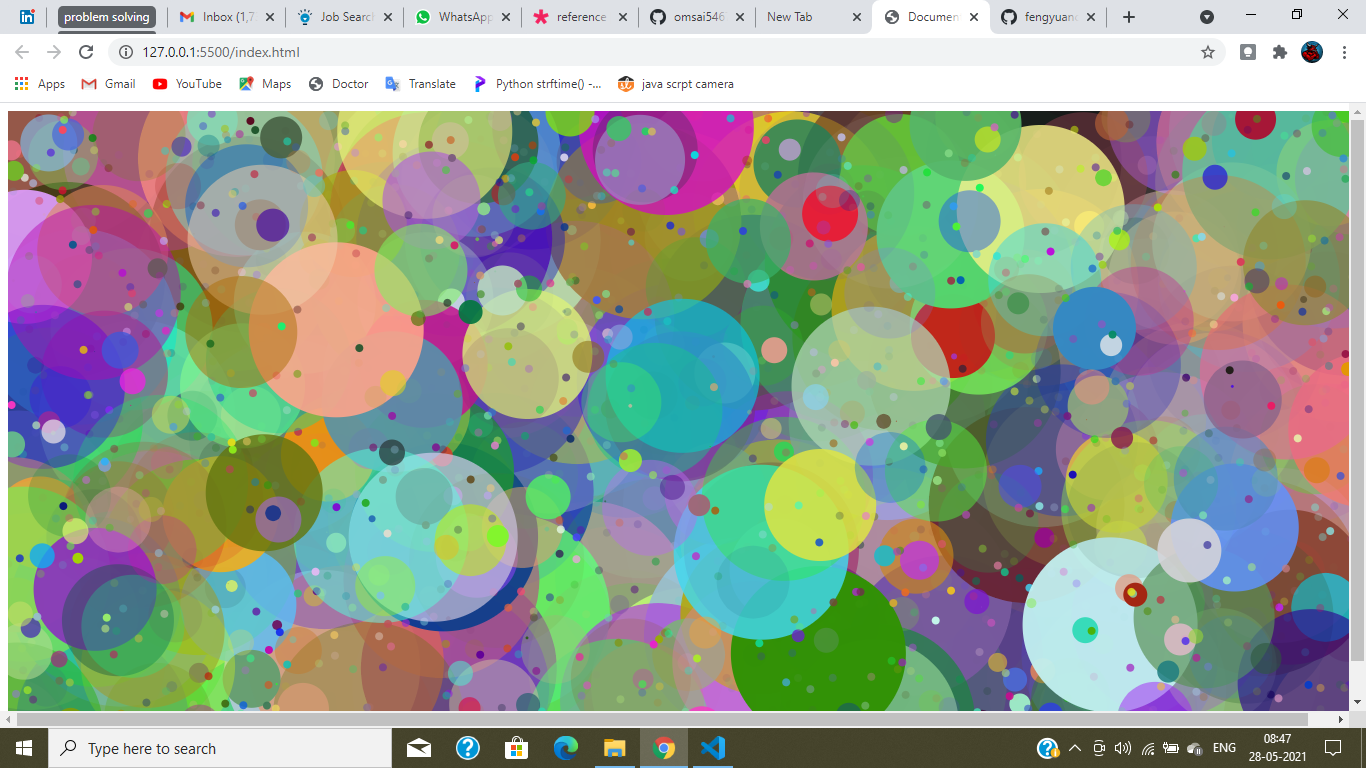 problem solving Inbox (1,7 Job Searc WhatsApp reference omsai546 New Tab Documen fengyuan
127.0.0.1:5500/index.html
Apps Gmail YouTube Maps Doctor Translate Python strftime() -... java scrpt camera
Type here to search
ENG
08:47
28-05-2021